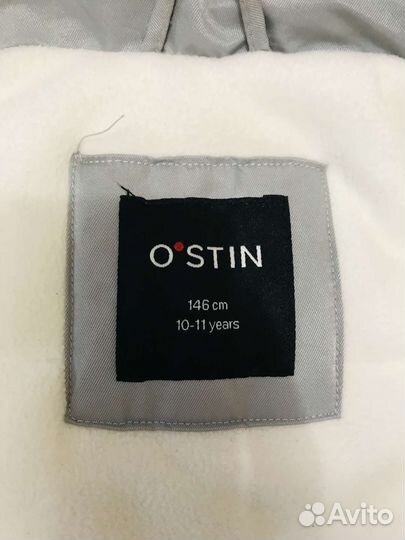 O'STIN
146 cm
10-11 years
Avito